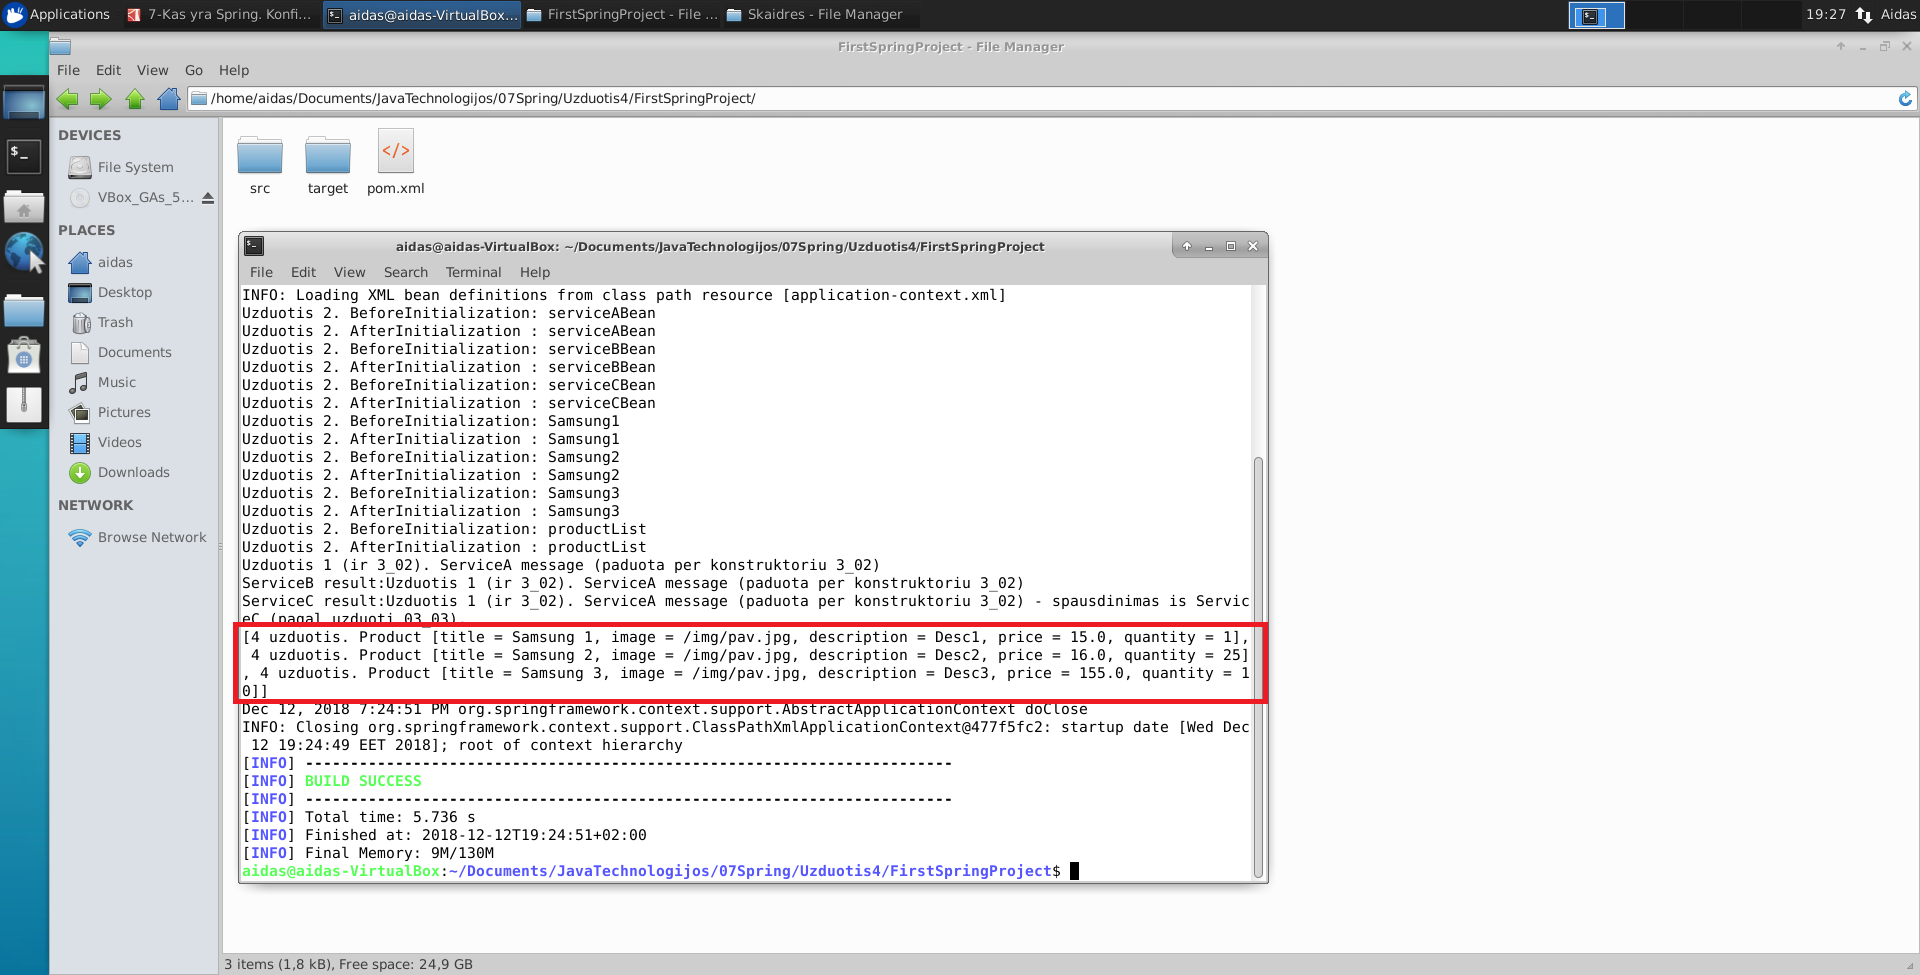 Applications
7-Kas yra Spring. Konfi...
aidas@aidas-VirtualBox...
FirstSpringProject - File ...
Skaidres - File Manager
19:27
Aidas
FirstSpringProject - File Manager
File Edit View Go Help
/home/aidas/Documents/JavaTechnologijos/07Spring/Uzduotis4/FirstSpringProject/
DEVICES
File System
VBox_GAs_5...
PLACES
aidas
Desktop
Trash
Documents
Music
Pictures
Videos
Downloads
NETWORK
Browse Network
src
target
pom.xml
aidas@aidas-VirtualBox: ~/Documents/JavaTechnologijos/07Spring/Uzduotis4/FirstSpringProject
File Edit View Search Terminal Help
INFO: Loading XML bean definitions from class path resource [application-context.xml]
Uzduotis 2. BeforeInitialization: serviceABean
Uzduotis 2. AfterInitialization : serviceABean
Uzduotis 2. BeforeInitialization: serviceBBean
Uzduotis 2. AfterInitialization : serviceBBean
Uzduotis 2. BeforeInitialization: serviceCBean
Uzduotis 2. AfterInitialization : serviceCBean
Uzduotis 2. BeforeInitialization: Samsung1
Uzduotis 2. AfterInitialization : Samsung1
Uzduotis 2. BeforeInitialization: Samsung2
Uzduotis 2. AfterInitialization : Samsung2
Uzduotis 2. BeforeInitialization: Samsung3
Uzduotis 2. AfterInitialization : Samsung3
Uzduotis 2. BeforeInitialization: productList
Uzduotis 2. AfterInitialization : productList
Uzduotis 1 (ir 3_02). ServiceA message (paduota per konstruktoriu 3_02)
ServiceB result:Uzduotis 1 (ir 3_02). ServiceA message (paduota per konstruktoriu 3_02)
ServiceC result:Uzduotis 1 (ir 3_02). ServiceA message (paduota per konstruktoriu 3_02) - spausdinimas is Servic
eC (pagal uzduoti 03_03).
[4 uzduotis. Product [title = Samsung 1, image = /img/pav.jpg, description = Desc1, price = 15.0, quantity = 1],
 4 uzduotis. Product [title = Samsung 2, image = /img/pav.jpg, description = Desc2, price = 16.0, quantity = 25]
, 4 uzduotis. Product [title = Samsung 3, image = /img/pav.jpg, description = Desc3, price = 155.0, quantity = 1
0]]
Dec 12, 2018 7:24:51 PM org.springframework.context.support.AbstractApplicationContext doClose
INFO: Closing org.springframework.context.support.ClassPathXmlApplicationContext@477f5fc2: startup date [Wed Dec
 12 19:24:49 EET 2018]; root of context hierarchy
[INFO] ------------------------------------------------------------------------
[INFO] BUILD SUCCESS
[INFO] ------------------------------------------------------------------------
[INFO] Total time: 5.736 s
[INFO] Finished at: 2018-12-12T19:24:51+02:00
[INFO] Final Memory: 9M/130M
aidas@aidas-VirtualBox:~/Documents/JavaTechnologijos/07Spring/Uzduotis4/FirstSpringProject$
3 items (1,8 kB), Free space: 24,9 GB